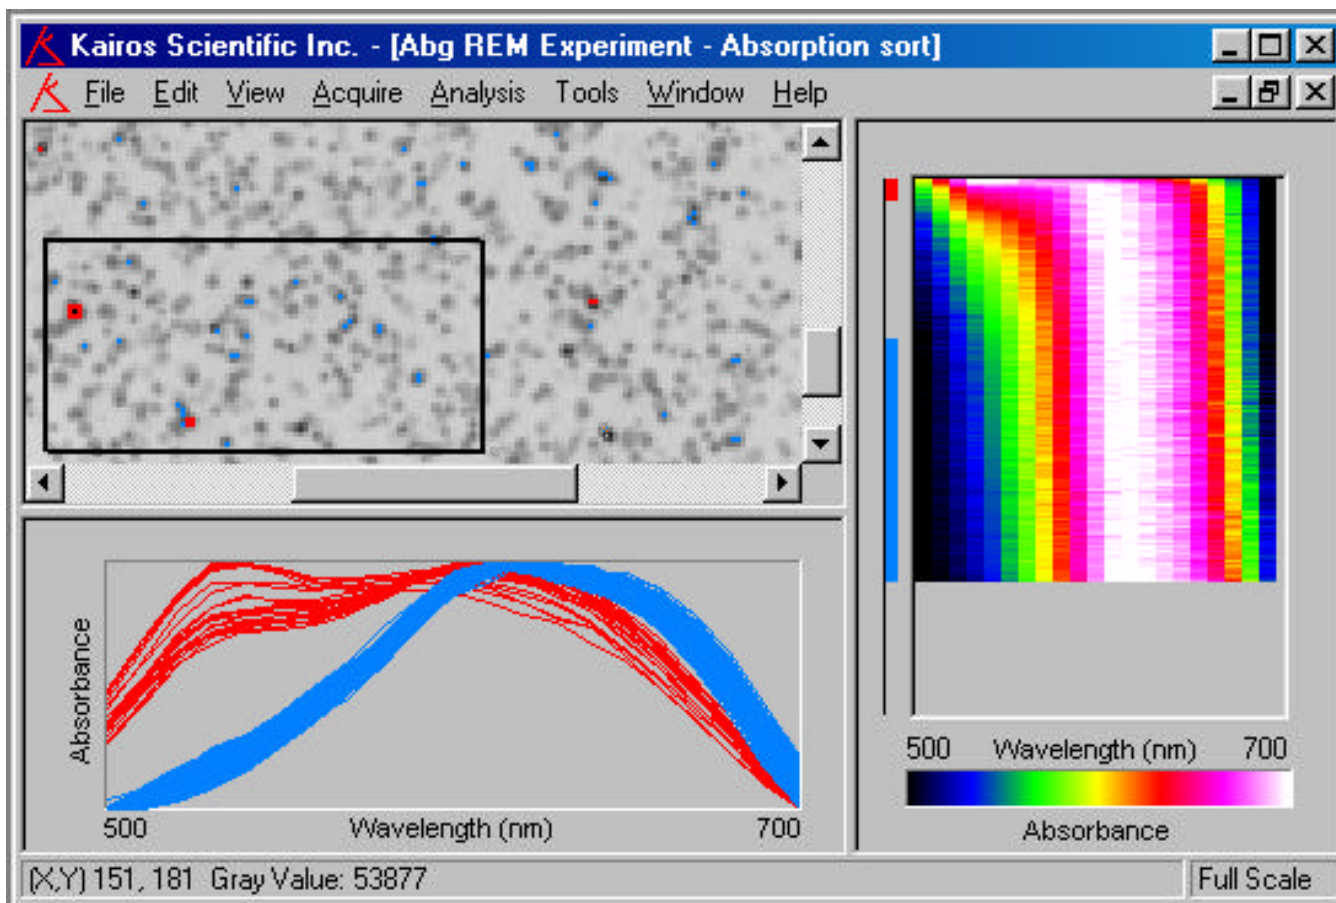 Kairos Scientific Inc. - [Abg REM Experiment - Absorption sort]
File Edit View Acquire Analysis Tools Window Help
Absorbance
500 Wavelength (nm) 700
500 Wavelength (nm) 700
Absorbance
(X,Y) 151, 181 Gray Value: 53877
Full Scale